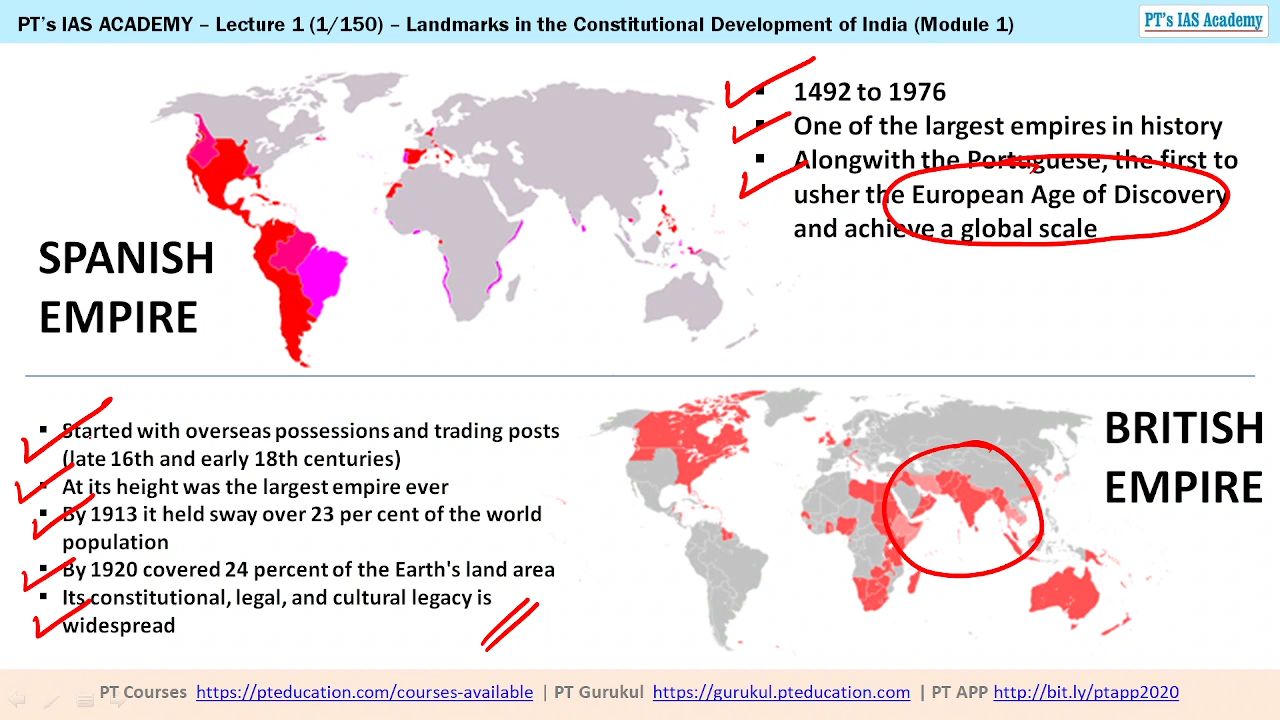 PT's IAS ACADEMY – Lecture 1 (1/150) – Landmarks in the Constitutional Development of India (Module 1)
PT's IAS Academy
SPANISH
EMPIRE
▪ 1492 to 1976
▪ One of the largest empires in history
▪ Alongwith the Portuguese, the first to
usher the European Age of Discovery
and achieve a global scale
▪ Started with overseas possessions and trading posts
(late 16th and early 18th centuries)
▪ At its height was the largest empire ever
▪ By 1913 it held sway over 23 per cent of the world
population
▪ By 1920 covered 24 percent of the Earth's land area
▪ Its constitutional, legal, and cultural legacy is
widespread
BRITISH
EMPIRE
PT Courses https://pteducation.com/courses-available | PT Gurukul https://gurukul.pteducation.com | PT APP http://bit.ly/ptapp2020